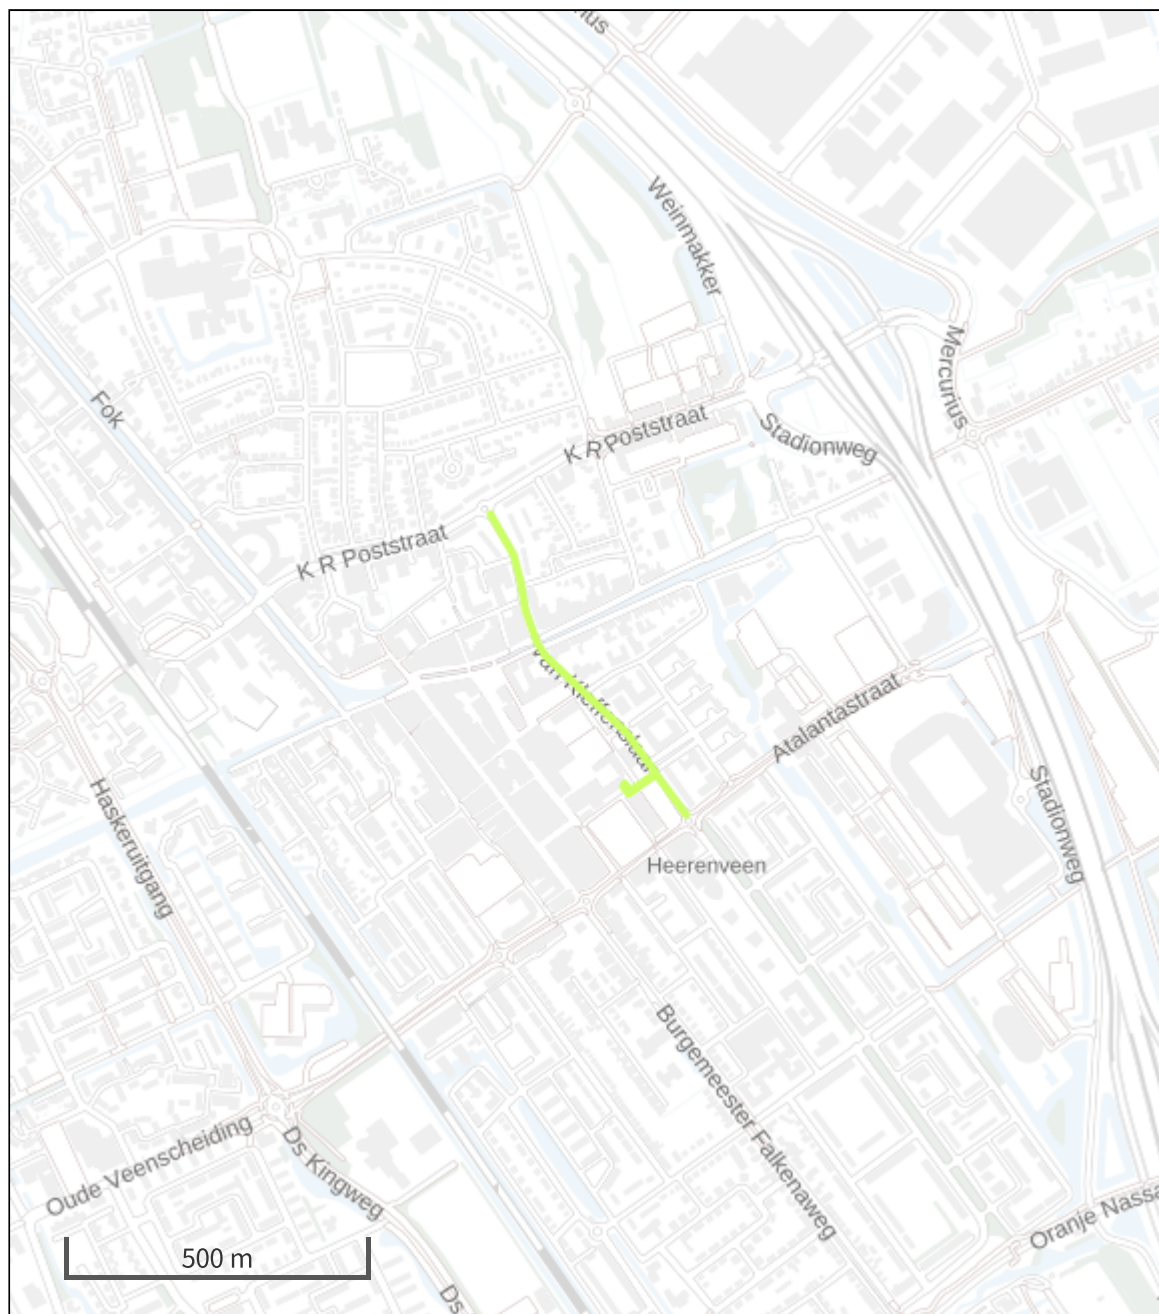 Weinmakker
Mercurius
Fok
K R Poststraat
Stadionweg
K R Poststraat
Atalantastraat
Stadionweg
Haskeruitgang
Heerenveen
Burgemeester Falkenaweg
Oude Veenscheiding
Ds Kingweg
Oranje Nassa
500 m
Ds